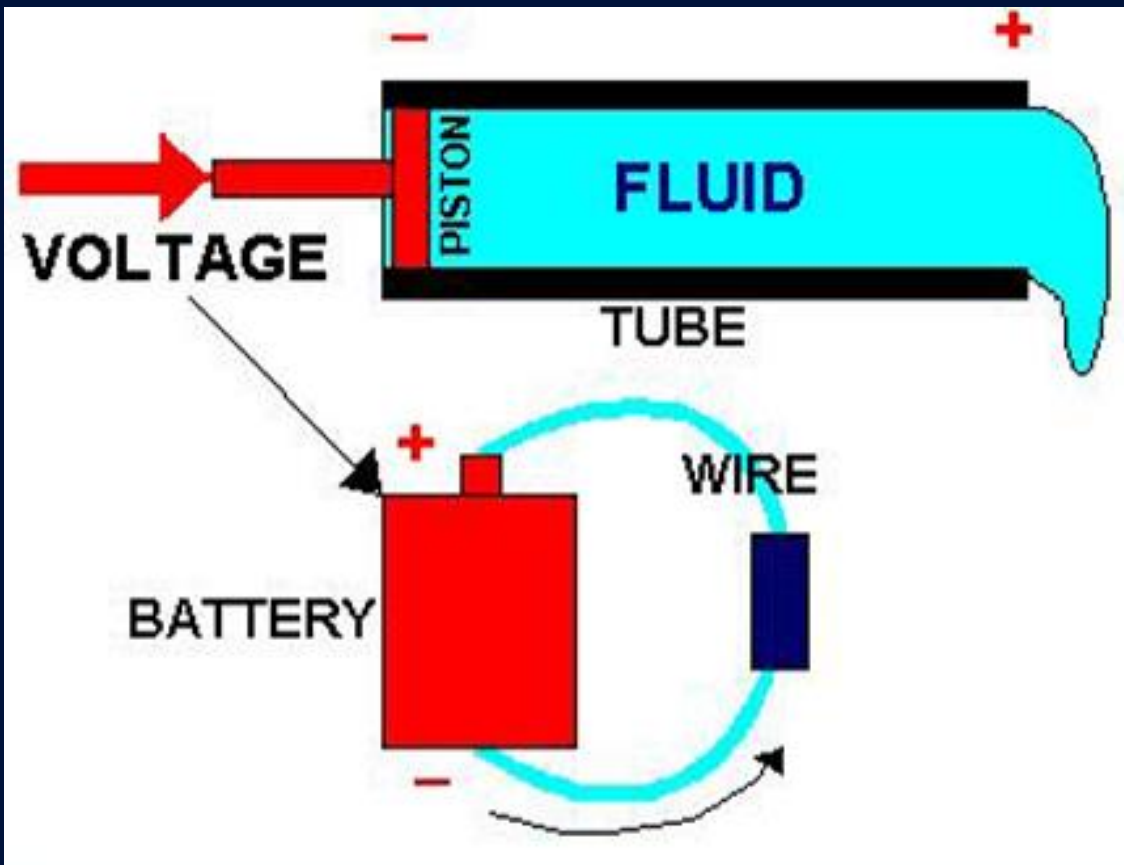 − +
PISTON
FLUID
VOLTAGE
TUBE
+
WIRE
BATTERY
−